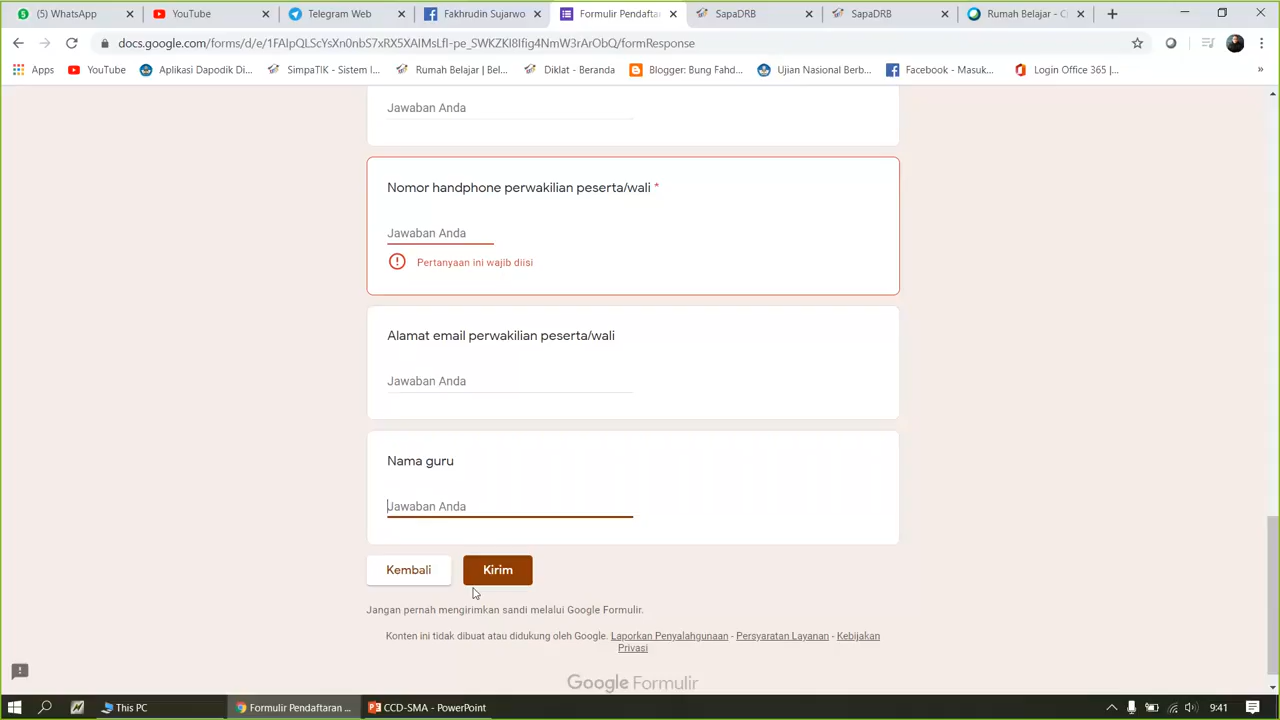 (5) WhatsApp
YouTube
Telegram Web
Fakhrudin Sujarwo
Formulir Pendaftara
SapaDRB
SapaDRB
Rumah Belajar - C
docs.google.com/forms/d/e/1FAIpQLScYsXn0nbS7xRX5XAIMsLfI-pe_SWKZf8Ifig4NmW3rArObQ/formResponse
Apps
YouTube
Aplikasi Dapodik Di...
SimpaTIK - Sistem I...
Rumah Belajar | Bel...
Diklat - Beranda
Blogger: Bung Fahd...
Ujian Nasional Berb...
Facebook - Masuk...
Login Office 365 |...
Jawaban Anda
Nomor handphone perwakilian peserta/wali *
Jawaban Anda
Pertanyaan ini wajib diisi
Alamat email perwakilian peserta/wali
Jawaban Anda
Nama guru
Jawaban Anda
Kembali
Kirim
Jangan pernah mengirimkan sandi melalui Google Formulir.
Konten ini tidak dibuat atau didukung oleh Google. Laporkan Penyalahgunaan - Persyaratan Layanan - Kebijakan
Privasi
Google Formulir
This PC
Formulir Pendaftaran ...
CCD-SMA - PowerPoint
9:41